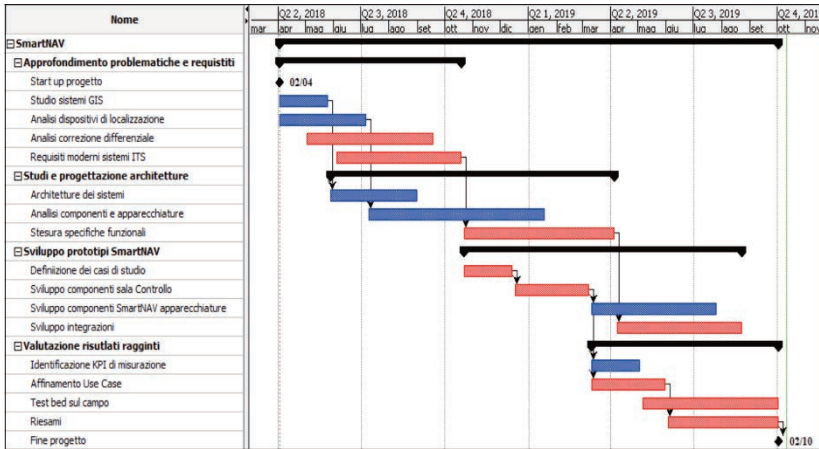 Nome
Q2 2, 2018 Q2 3, 2018 Q2 4, 2018 Q2 1, 2019 Q2 2, 2019 Q2 3, 2019 Q2 4, 201
mar apr mag giu lug ago set ott nov dic gen feb mar apr mag giu lug ago set ott nov
SmartNAV
Approfondimento problematiche e requistiti
Start up progetto 02/04
Studio sistemi GIS
Analisi dispositivi di localizzazione
Analisi correzione differenziale
Requisiti moderni sistemi ITS
Studi e progettazione architetture
Architetture dei sistemi
Anallisi componenti e apparecchiature
Stesura specifiche funzionali
Sviluppo prototipi SmartNAV
Definiizione dei casi di studio
Sviluppo componenti sala Controllo
Sviluppo componenti SmartNAV apparecchiature
Sviluppo integrazioni
Valutazione risutlati ragginti
Identificazione KPI di misurazione
Affinamento Use Case
Test bed sul campo
Riesami
Fine progetto 02/10